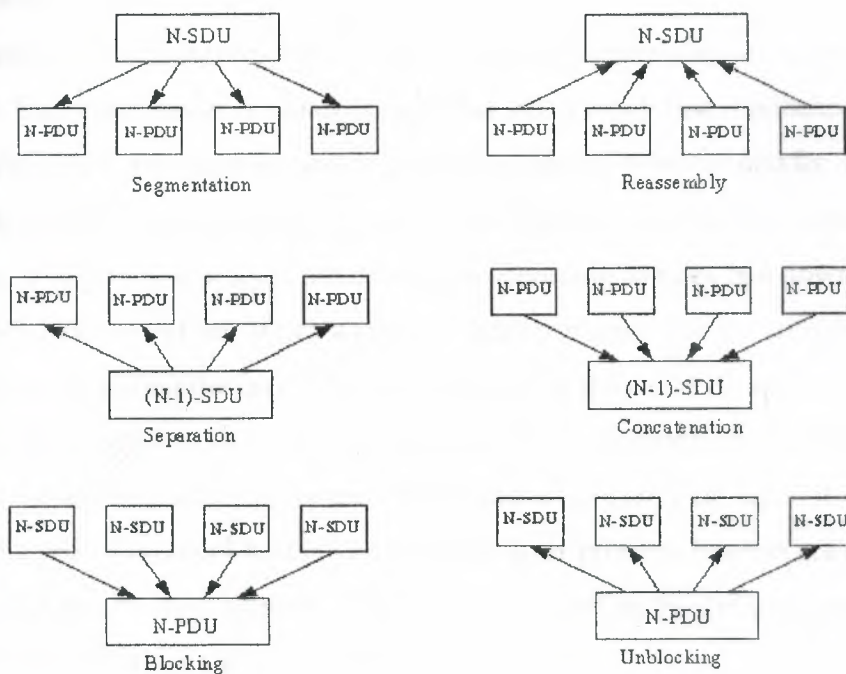 N-SDU N-SDU
N-PDU N-PDU N-PDU N-PDU N-PDU N-PDU N-PDU N-PDU
Segmentation Reassembly
N-PDU N-PDU N-PDU N-PDU N-PDU N-PDU N-PDU N-PDU
(N-1)-SDU (N-1)-SDU
Separation Concatenation
N-SDU N-SDU N-SDU N-SDU N-SDU N-SDU N-SDU N-SDU
N-PDU N-PDU
Blocking Unblocking